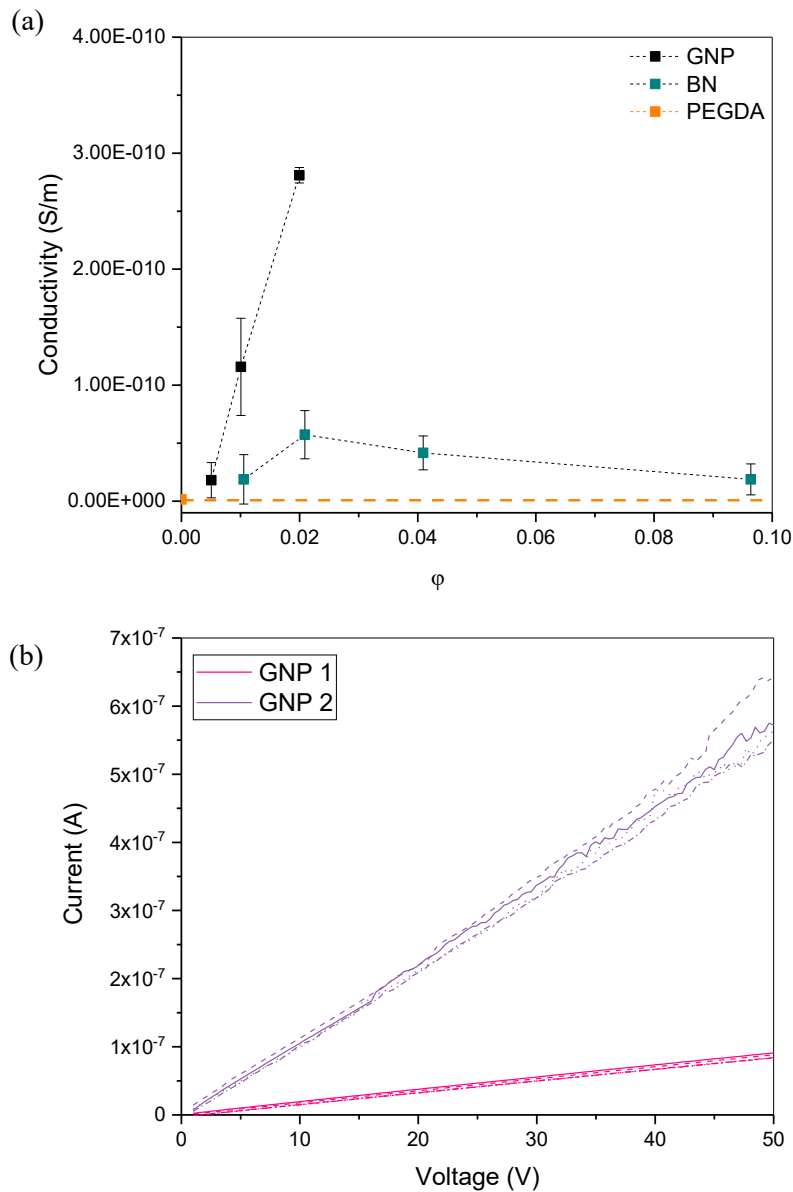 (a)
4.00E-010
3.00E-010
2.00E-010
1.00E-010
0.00E+000
Conductivity (S/m)
GNP
BN
PEGDA
0.00
0.02
0.04
0.06
0.08
0.10
φ
(b)
7x10⁻⁷
6x10⁻⁷
5x10⁻⁷
4x10⁻⁷
3x10⁻⁷
2x10⁻⁷
1x10⁻⁷
0
Current (A)
GNP 1
GNP 2
0
10
20
30
40
50
Voltage (V)